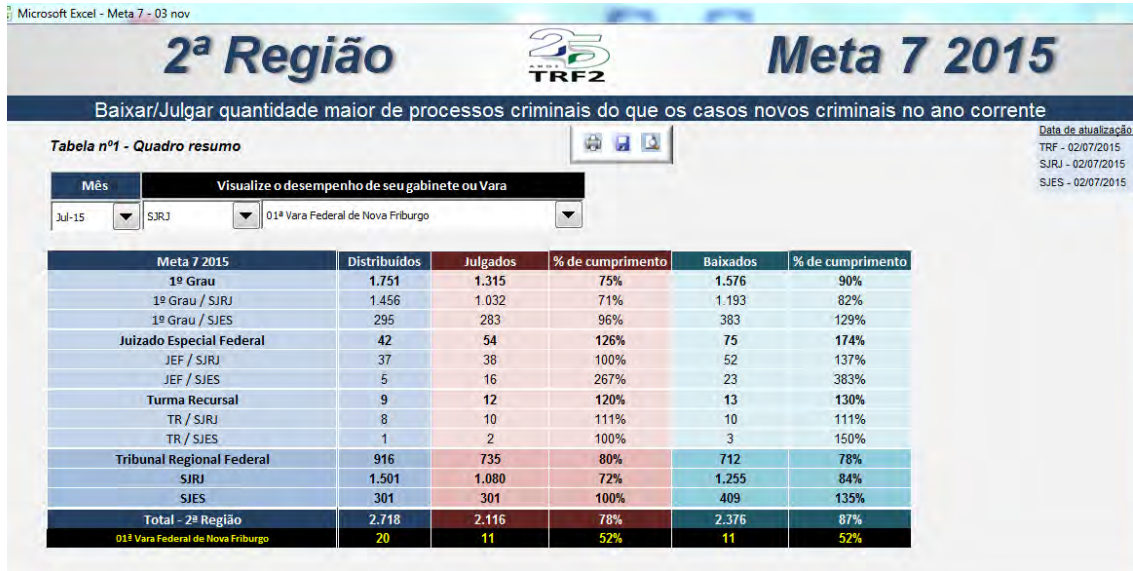 Microsoft Excel - Meta 7 - 03 nov
2ª Região
25
ANOS
TRF2
Meta 7 2015
Baixar/Julgar quantidade maior de processos criminais do que os casos novos criminais no ano corrente
Tabela nº1 - Quadro resumo
Data de atualização
TRF - 02/07/2015
SJRJ - 02/07/2015
SJES - 02/07/2015
Mês Visualize o desempenho de seu gabinete ou Vara
Jul-15 SJRJ 01ª Vara Federal de Nova Friburgo
Meta 7 2015 Distribuídos Julgados % de cumprimento Baixados % de cumprimento
1º Grau 1.751 1.315 75% 1.576 90%
1º Grau / SJRJ 1.456 1.032 71% 1.193 82%
1º Grau / SJES 295 283 96% 383 129%
Juizado Especial Federal 42 54 126% 75 174%
JEF / SJRJ 37 38 100% 52 137%
JEF / SJES 5 16 267% 23 383%
Turma Recursal 9 12 120% 13 130%
TR / SJRJ 8 10 111% 10 111%
TR / SJES 1 2 100% 3 150%
Tribunal Regional Federal 916 735 80% 712 78%
SJRJ 1.501 1.080 72% 1.255 84%
SJES 301 301 100% 409 135%
Total - 2ª Região 2.718 2.116 78% 2.376 87%
01ª Vara Federal de Nova Friburgo 20 11 52% 11 52%